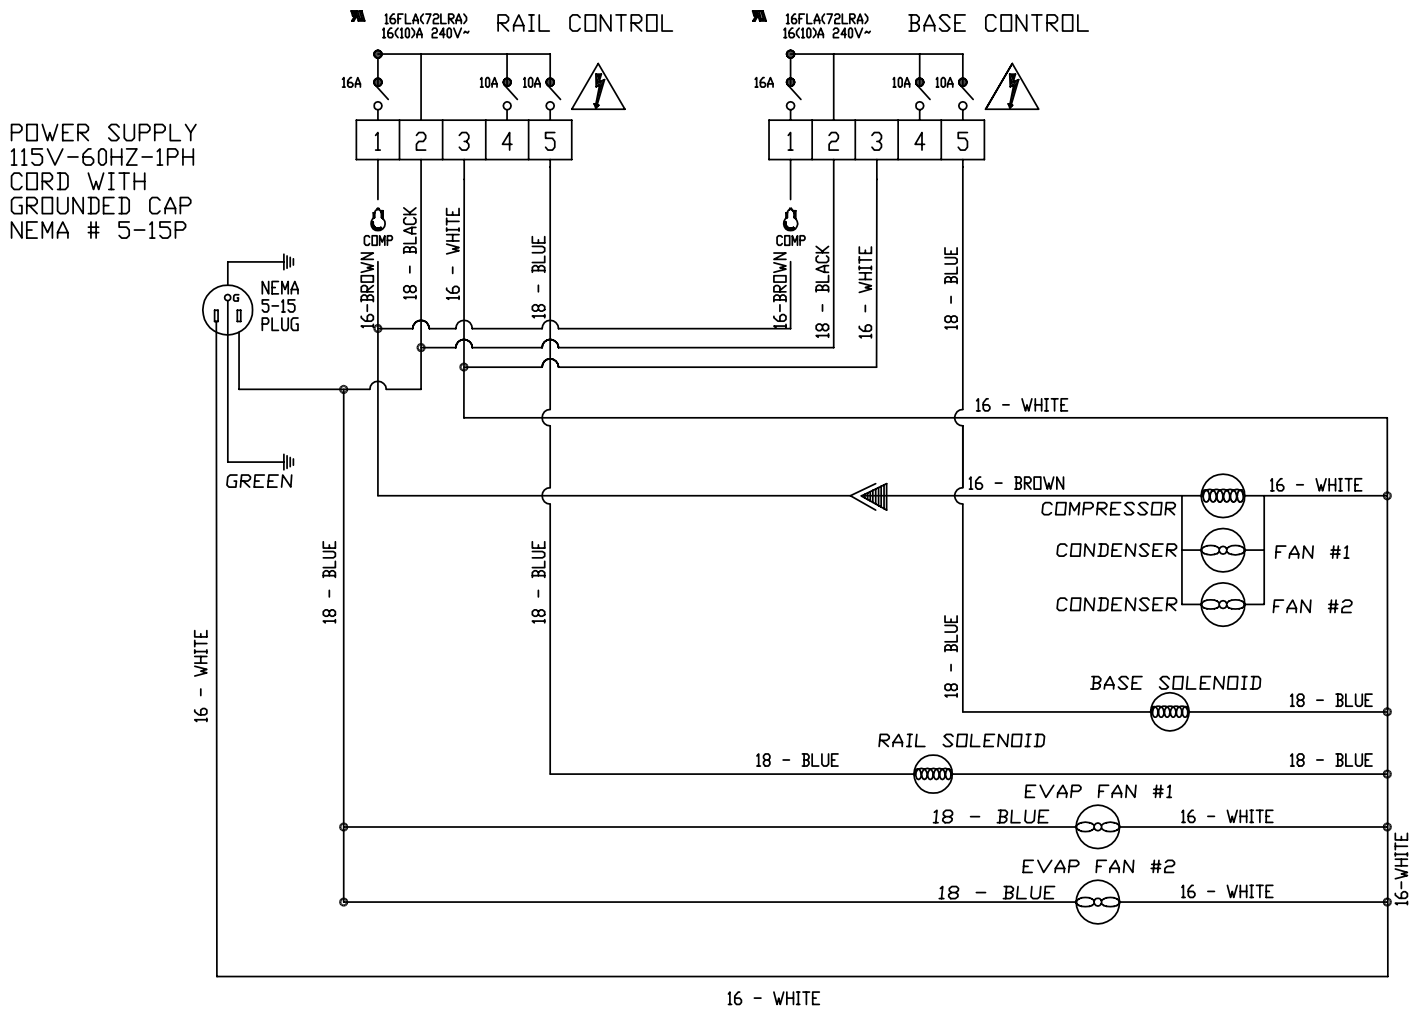 16FLA(72LRA)
16(10)A 240V~
RAIL CONTROL
16FLA(72LRA)
16(10)A 240V~
BASE CONTROL
16A
10A
10A
16A
10A
10A
1
2
3
4
5
1
2
3
4
5
POWER SUPPLY
115V-60HZ-1PH
CORD WITH
GROUNDED CAP
NEMA # 5-15P
COMP
16-BROWN
18 - BLACK
16 - WHITE
18 - BLUE
COMP
16-BROWN
18 - BLACK
16 - WHITE
18 - BLUE
G
NEMA
5-15
PLUG
16 - WHITE
GREEN
16 - BROWN
16 - WHITE
COMPRESSOR
CONDENSER
FAN #1
CONDENSER
FAN #2
18 - BLUE
18 - BLUE
16 - WHITE
18 - BLUE
BASE SOLENOID
18 - BLUE
RAIL SOLENOID
18 - BLUE
18 - BLUE
EVAP FAN #1
18 - BLUE
16 - WHITE
EVAP FAN #2
18 - BLUE
16 - WHITE
16-WHITE
16 - WHITE